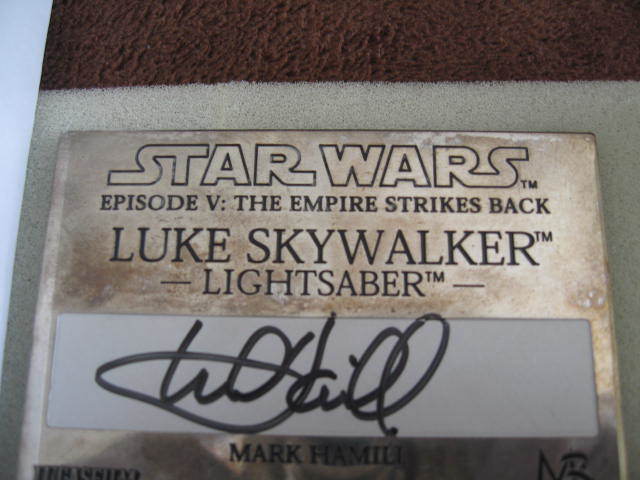 STAR WARS™
EPISODE V: THE EMPIRE STRIKES BACK
LUKE SKYWALKER™
— LIGHTSABER™ —
MARK HAMILL